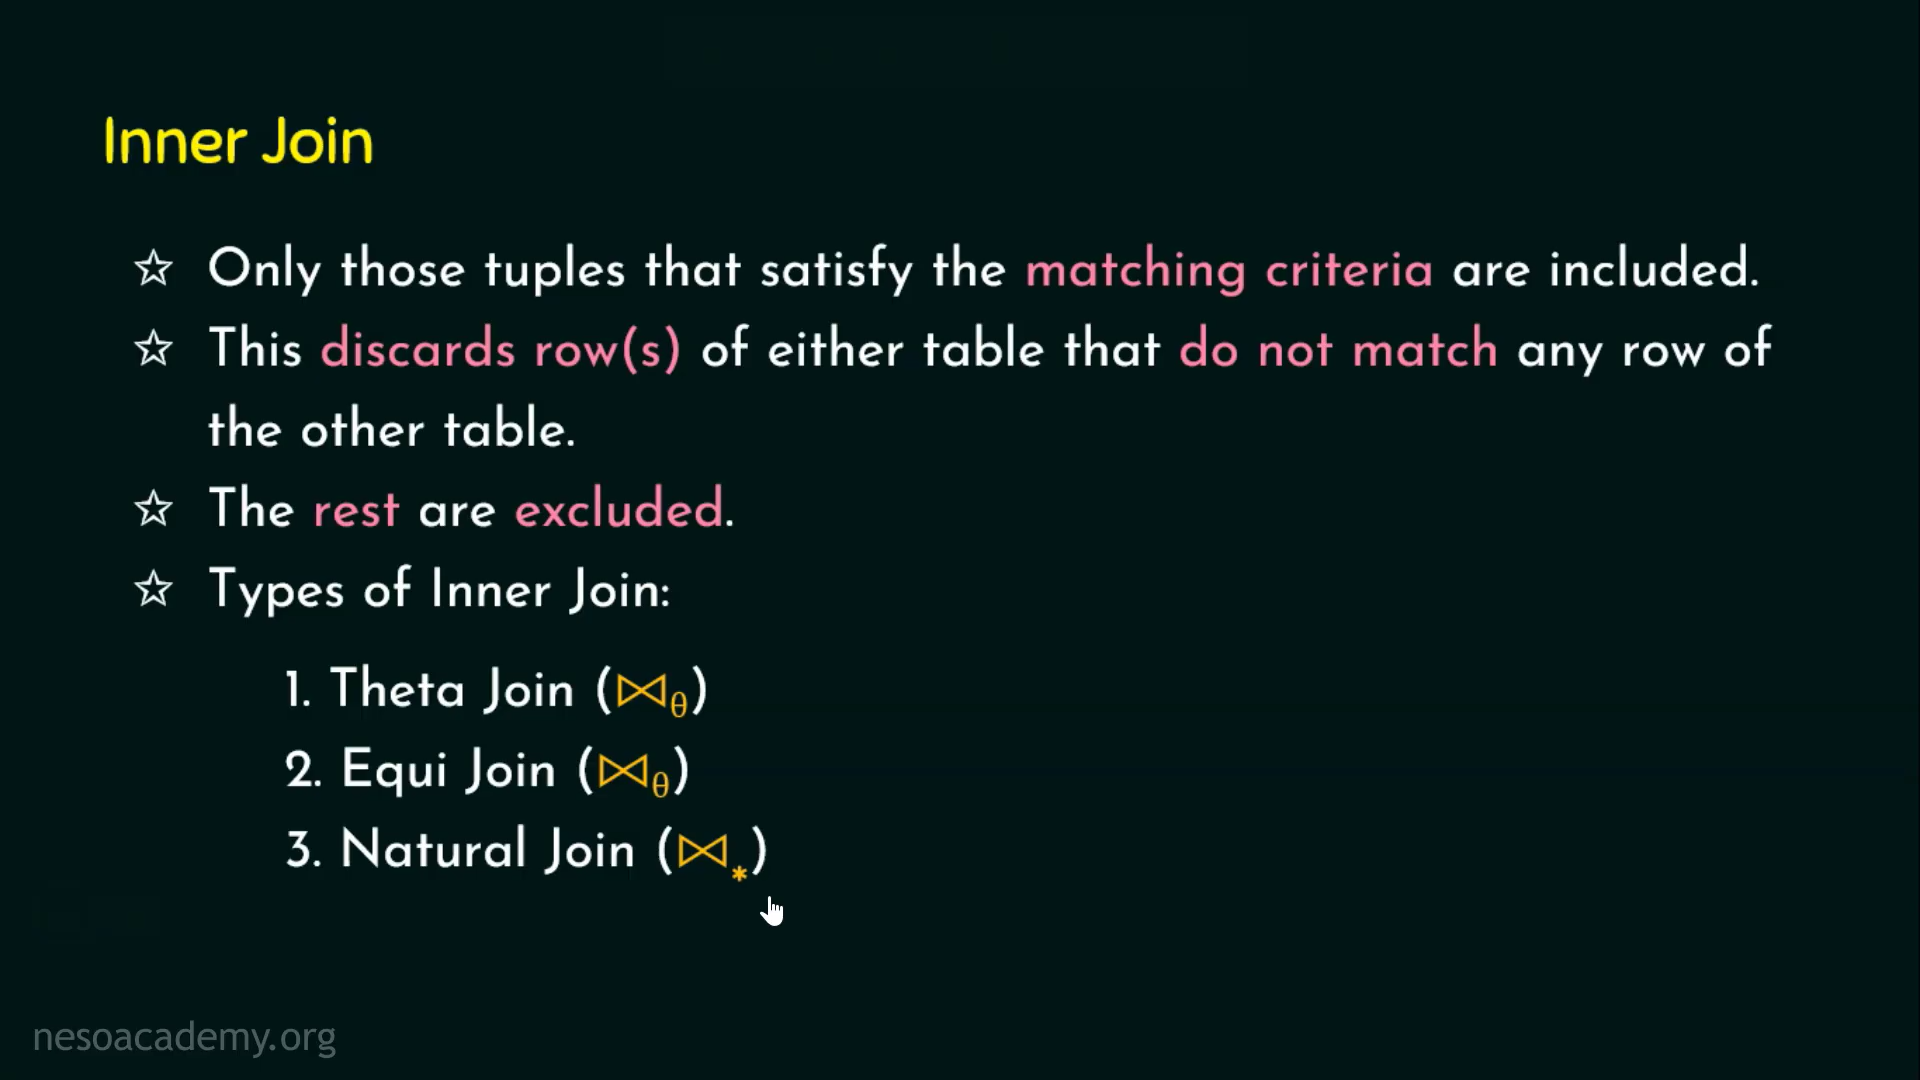 Inner Join
☆ Only those tuples that satisfy the matching criteria are included.
☆ This discards row(s) of either table that do not match any row of
the other table.
☆ The rest are excluded.
☆ Types of Inner Join:
1. Theta Join (⋈θ)
2. Equi Join (⋈θ)
3. Natural Join (⋈*)
nesoacademy.org